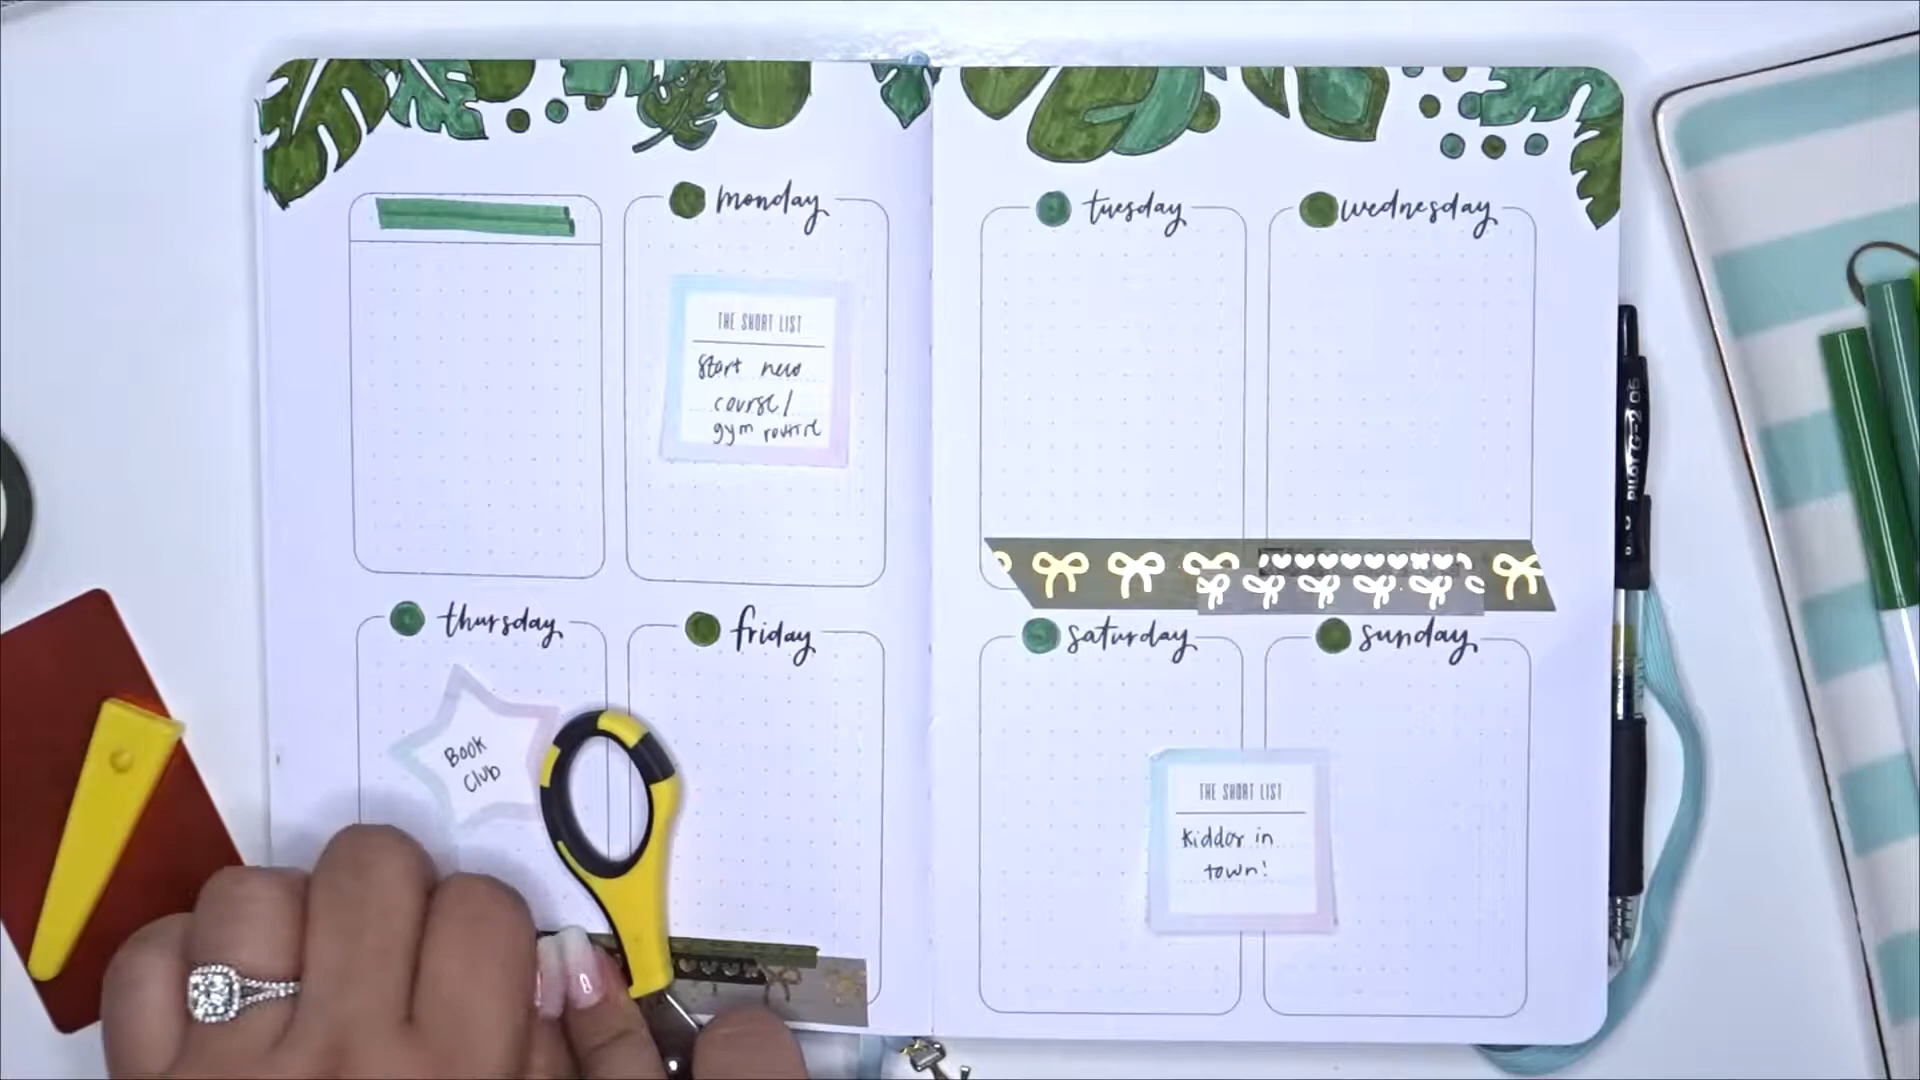 monday
tuesday
wednesday
THE SHORT LIST
Start new
course/
gym routine
PILOT G-2 05
thursday
friday
saturday
sunday
Book
Club
THE SHORT LIST
Kidder in
town!